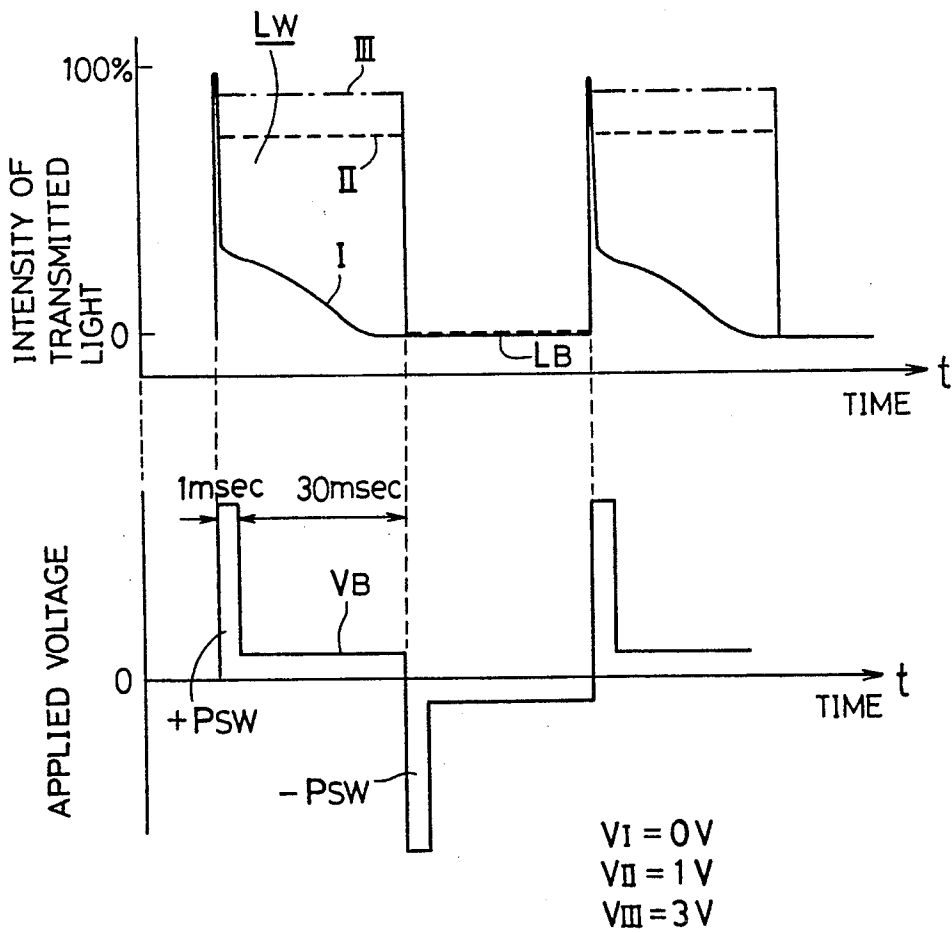 LW
III
100%
II
INTENSITY OF
TRANSMITTED
LIGHT
I
0
LB
t
TIME
1msec 30msec
VB
APPLIED VOLTAGE
0
t
TIME
+PSW
-PSW
VI = 0V
VII = 1V
VIII = 3V